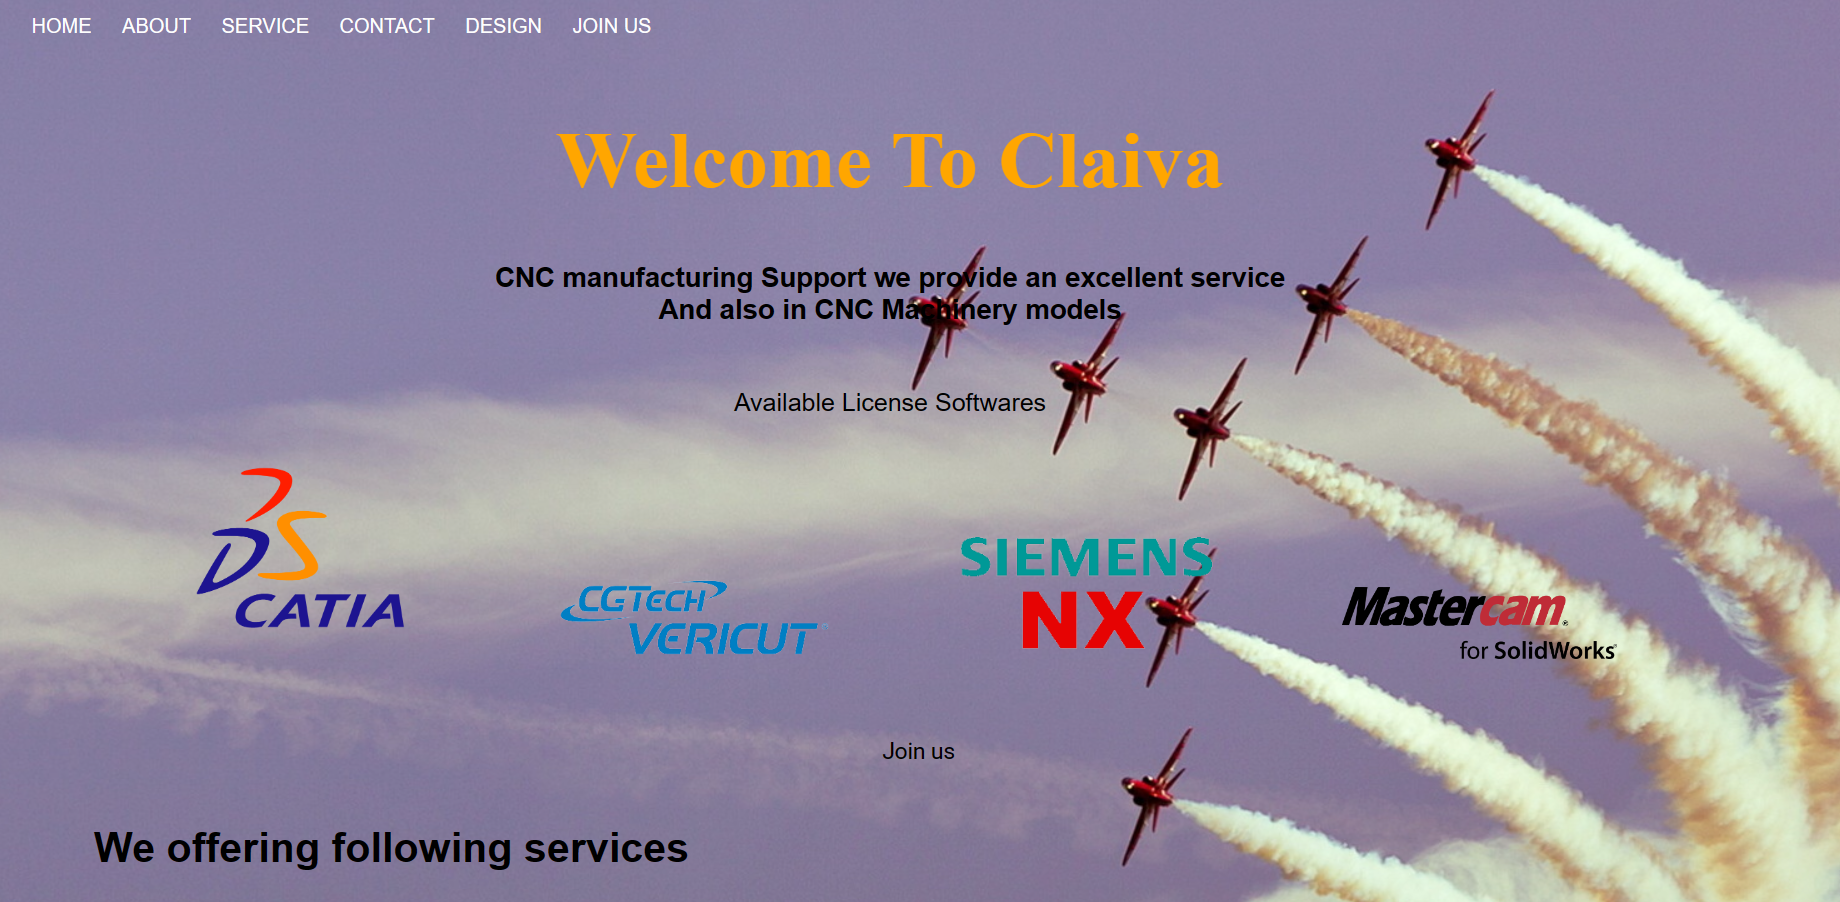 HOME ABOUT SERVICE CONTACT DESIGN JOIN US
Welcome To Claiva
CNC manufacturing Support we provide an excellent service
And also in CNC Machinery models
Available License Softwares
DS
CATIA
CGTECH
VERICUT
SIEMENS
NX
Mastercam®
for SolidWorks
Join us
We offering following services